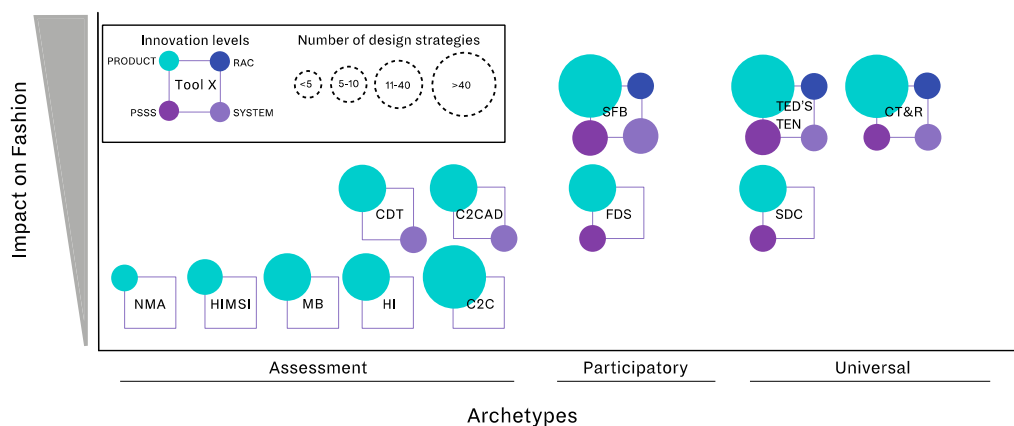 Impact on Fashion
Innovation levels
Number of design strategies
PRODUCT
RAC
Tool X
PSSS
SYSTEM
<5
5-10
11-40
>40
SFB
TED'S
TEN
CT&R
CDT
C2CAD
FDS
SDC
NMA
HIMSI
MB
HI
C2C
Assessment
Participatory
Universal
Archetypes